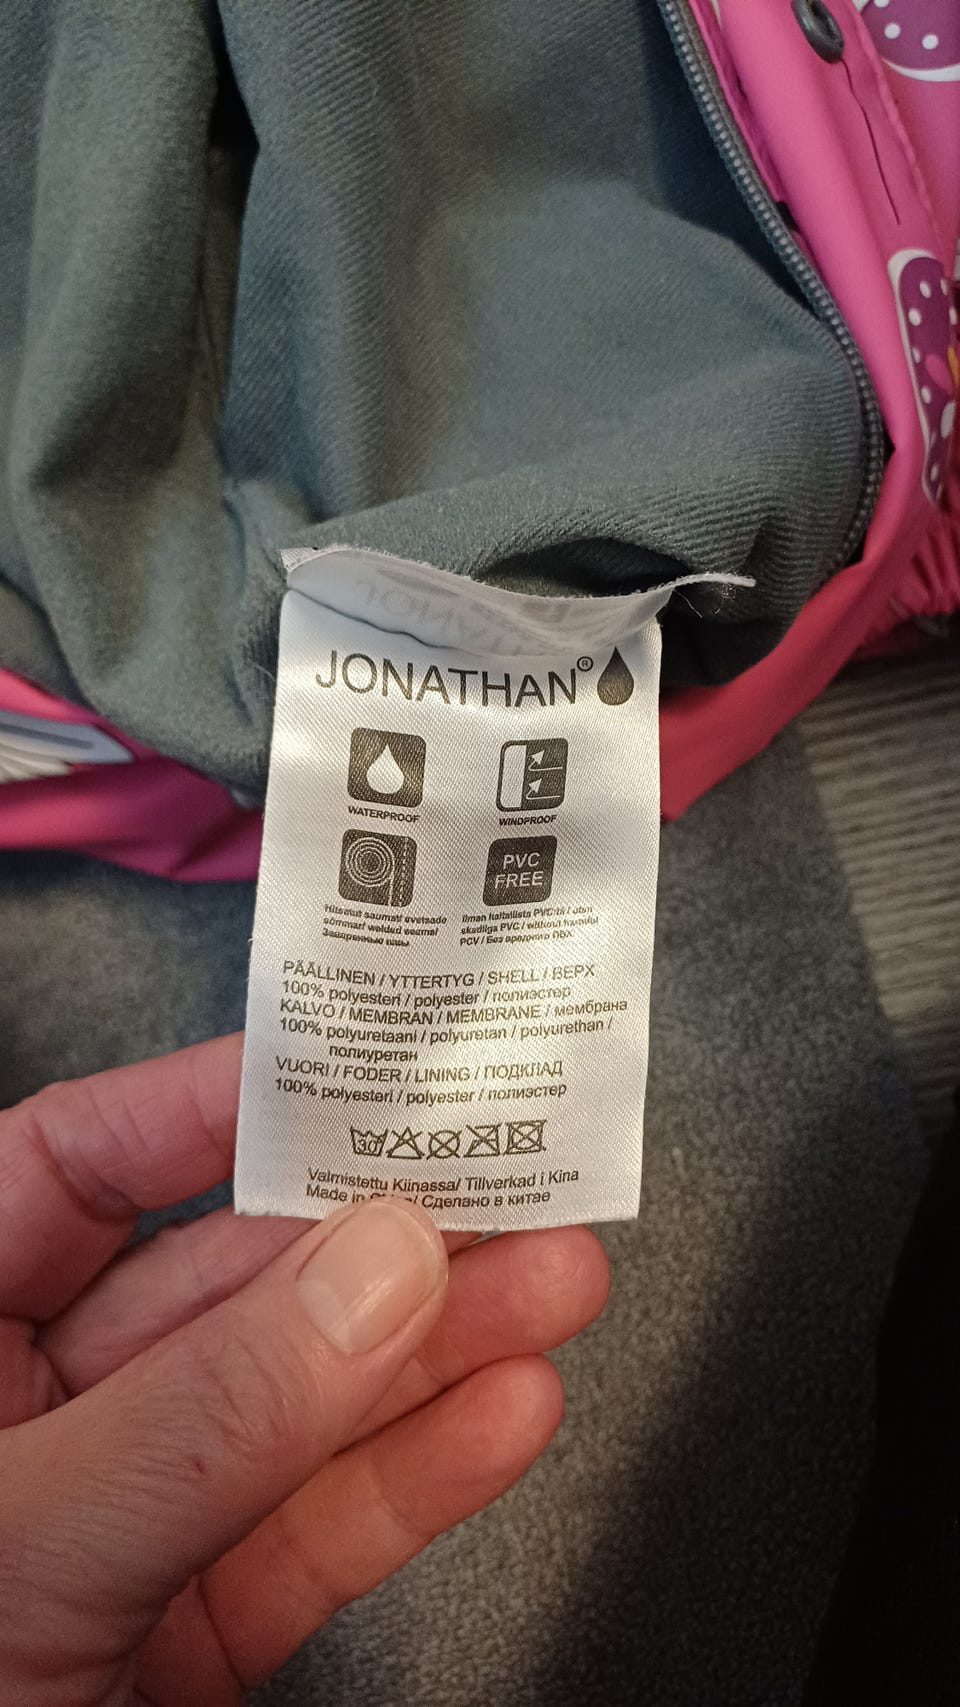 JONATHAN®
WATERPROOF
WINDPROOF
PVC
FREE
Hitsatut saumat/ svetsade
sömmar/ welded seams/
Заваренные швы
Ilman haitallista PVC:tä / utan
skadliga PVC / without harmful
PCV / Без вредного ПВХ
PÄÄLLINEN / YTTERTYG / SHELL / ВЕРХ
100% polyesteri / polyester / полиэстер
KALVO / MEMBRAN / MEMBRANE / мембрана
100% polyuretaani / polyuretan / polyurethan /
полиуретан
VUORI / FODER / LINING / ПОДКЛАД
100% polyesteri / polyester / полиэстер
30
Valmistettu Kiinassa/ Tillverkad i Kina
Made in / Сделано в китае